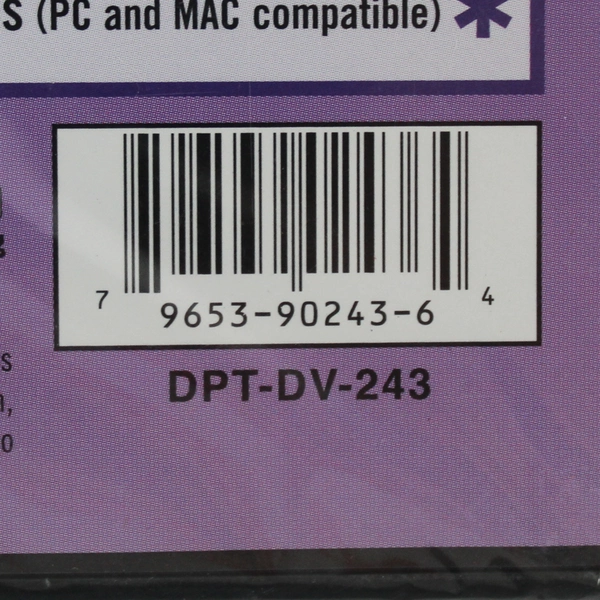 S (PC and MAC compatible) *
7 9653-90243-6 4
DPT-DV-243
s
,
o